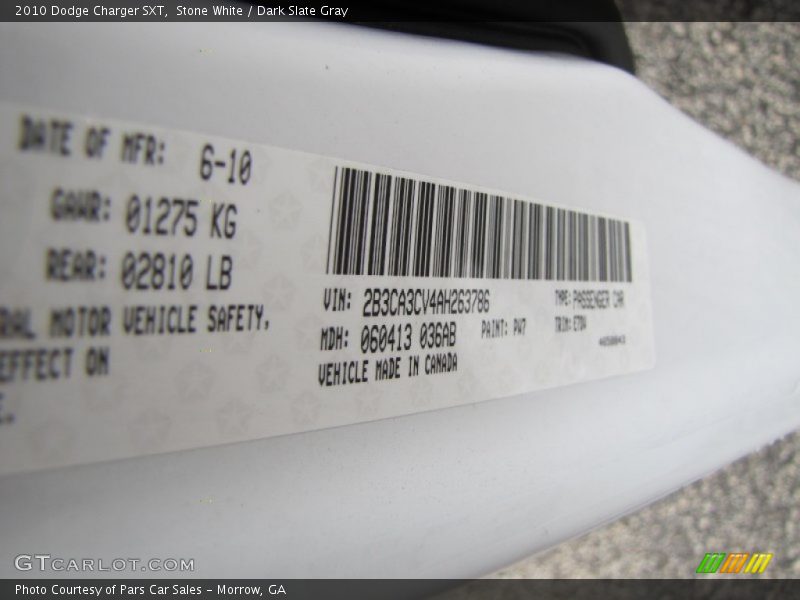 2010 Dodge Charger SXT,  Stone White / Dark Slate Gray
DATE OF MFR: 6-10
GAWR: 01275 KG
REAR: 02810 LB
RAL MOTOR VEHICLE SAFETY,
EFFECT ON
VIN: 2B3CA3CV4AH263786
TYPE: PASSENGER CAR
MDH: 060413 036AB
PAINT: PW7
TRIM:
VEHICLE MADE IN CANADA
GTCARLOT.COM
Photo Courtesy of Pars Car Sales - Morrow, GA